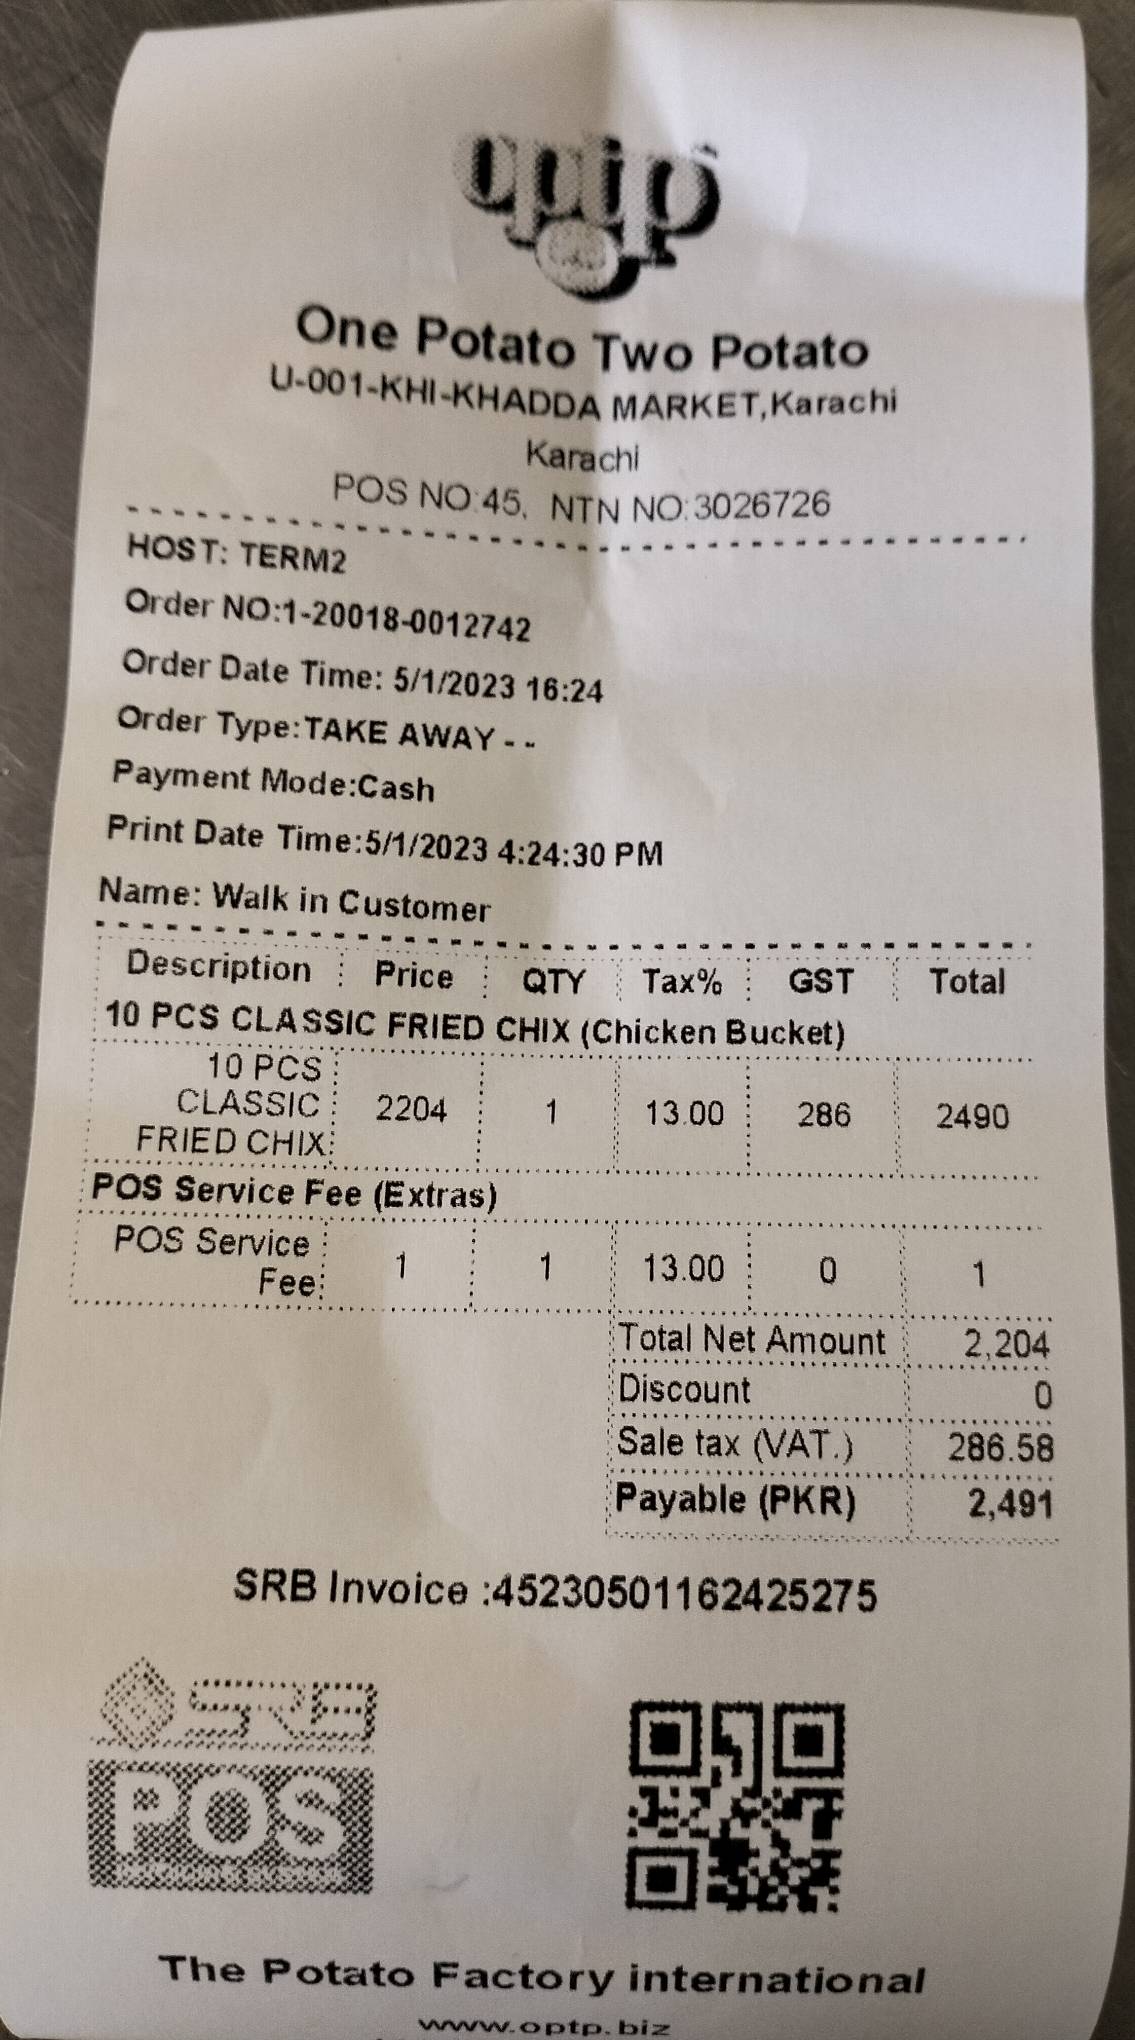 optp
One Potato Two Potato
U-001-KHI-KHADDA MARKET,Karachi
Karachi
POS NO:45, NTN NO:3026726
HOST: TERM2
Order NO:1-20018-0012742
Order Date Time: 5/1/2023 16:24
Order Type:TAKE AWAY - -
Payment Mode:Cash
Print Date Time:5/1/2023 4:24:30 PM
Name: Walk in Customer
Description Price QTY Tax% GST Total
10 PCS CLASSIC FRIED CHIX (Chicken Bucket)
10 PCS
CLASSIC 2204 1 13.00 286 2490
FRIED CHIX
POS Service Fee (Extras)
POS Service
Fee 1 1 13.00 0 1
Total Net Amount 2,204
Discount 0
Sale tax (VAT.) 286.58
Payable (PKR) 2,491
SRB Invoice :45230501162425275
SRB
POS
The Potato Factory international
www.optp.biz